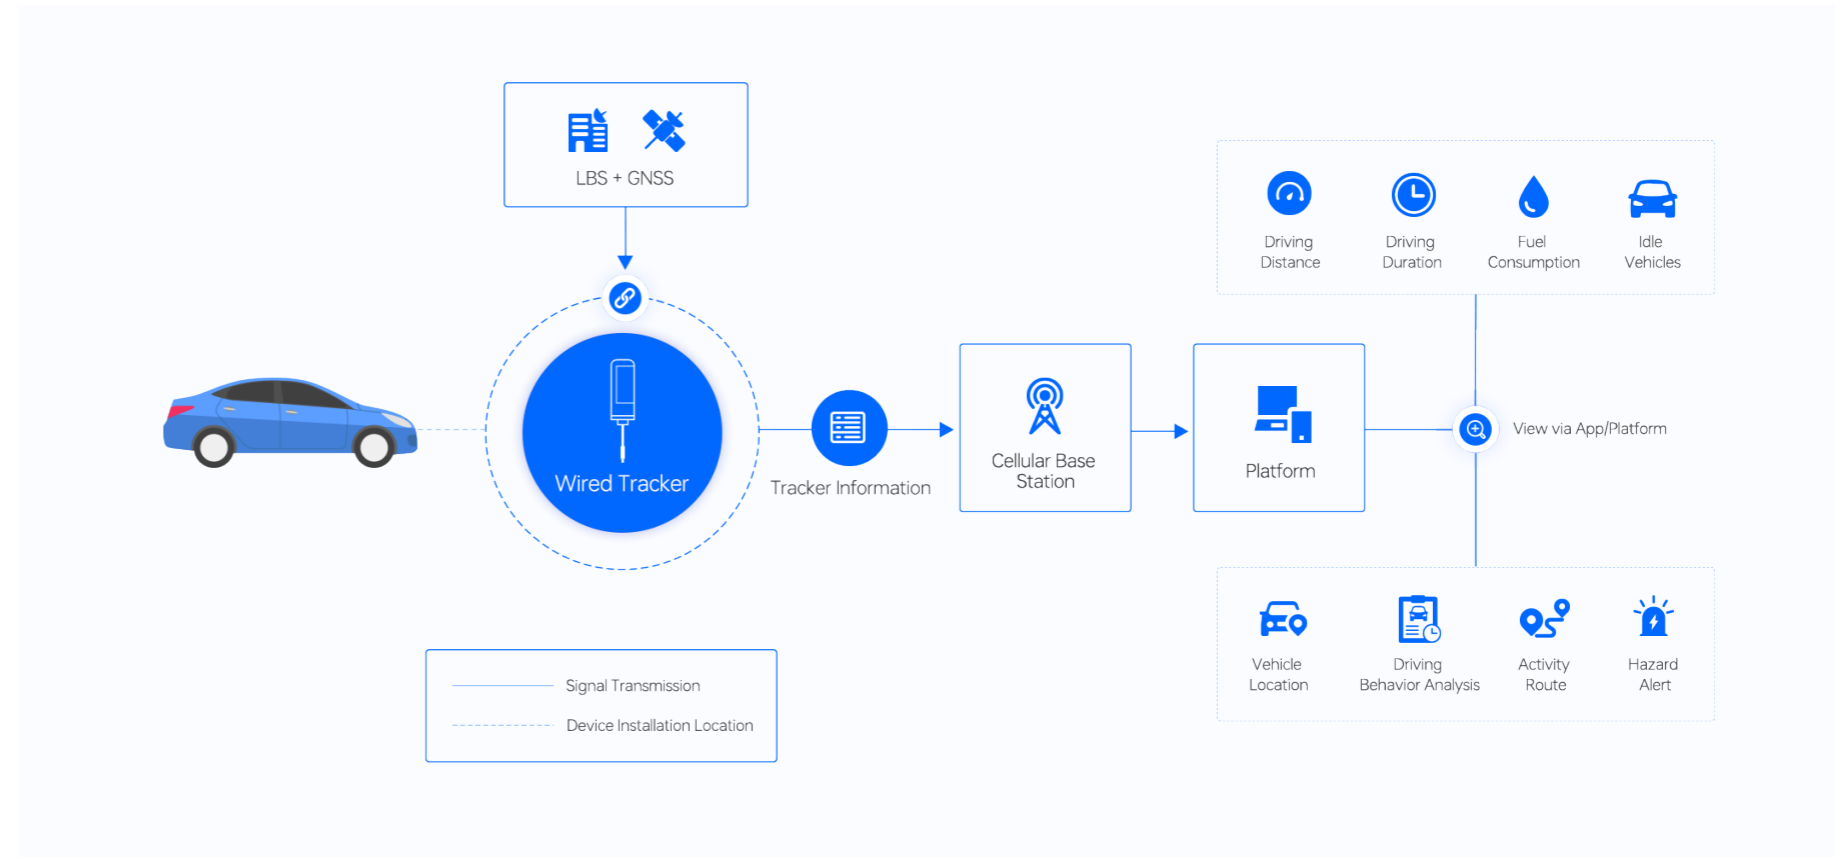 LBS + GNSS
Wired Tracker
Tracker Information
Cellular Base
Station
Platform
View via App/Platform
Driving
Distance
Driving
Duration
Fuel
Consumption
Idle
Vehicles
Vehicle
Location
Driving
Behavior Analysis
Activity
Route
Hazard
Alert
Signal Transmission
Device Installation Location